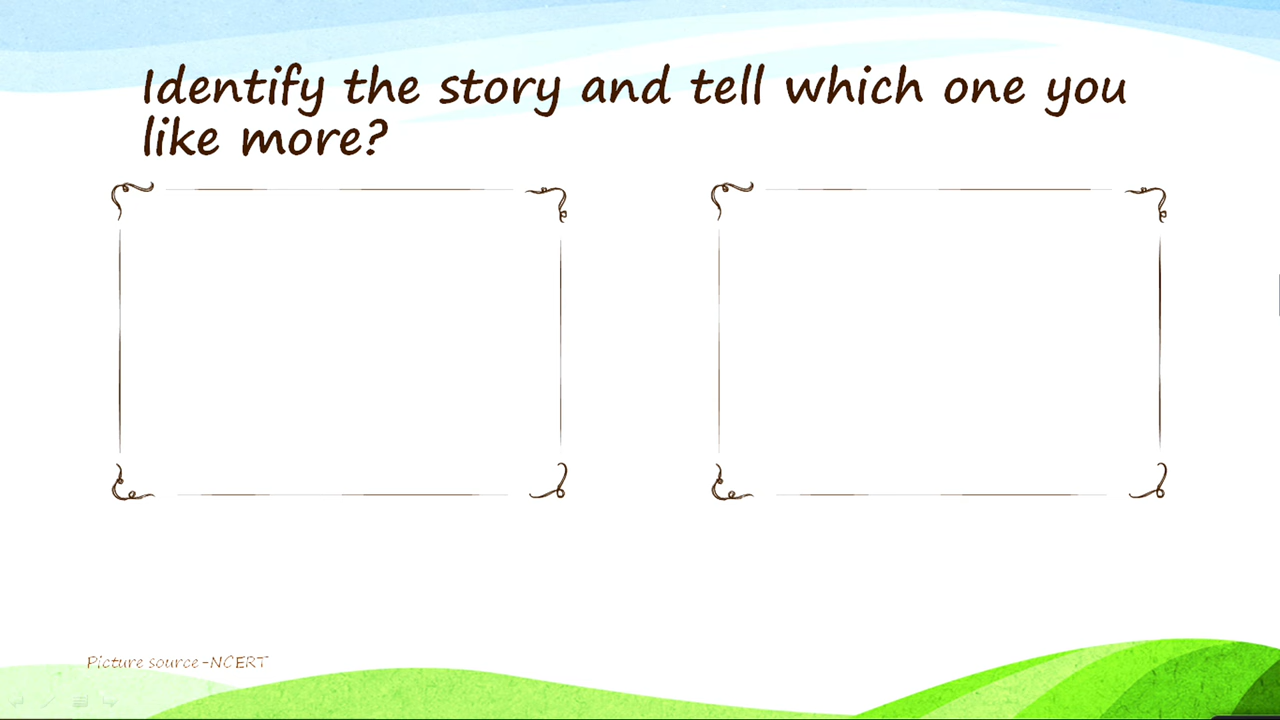 Identify the story and tell which one you
like more?
Picture source-NCERT